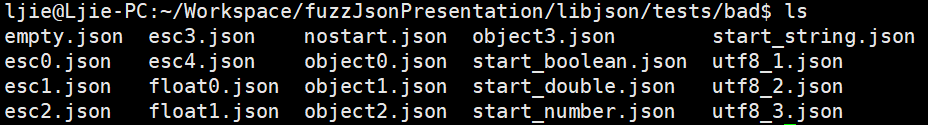 ljie@Ljie-PC:~/Workspace/fuzzJsonPresentation/libjson/tests/bad$ ls
empty.json esc3.json nostart.json object3.json start_string.json
esc0.json esc4.json object0.json start_boolean.json utf8_1.json
esc1.json float0.json object1.json start_double.json utf8_2.json
esc2.json float1.json object2.json start_number.json utf8_3.json